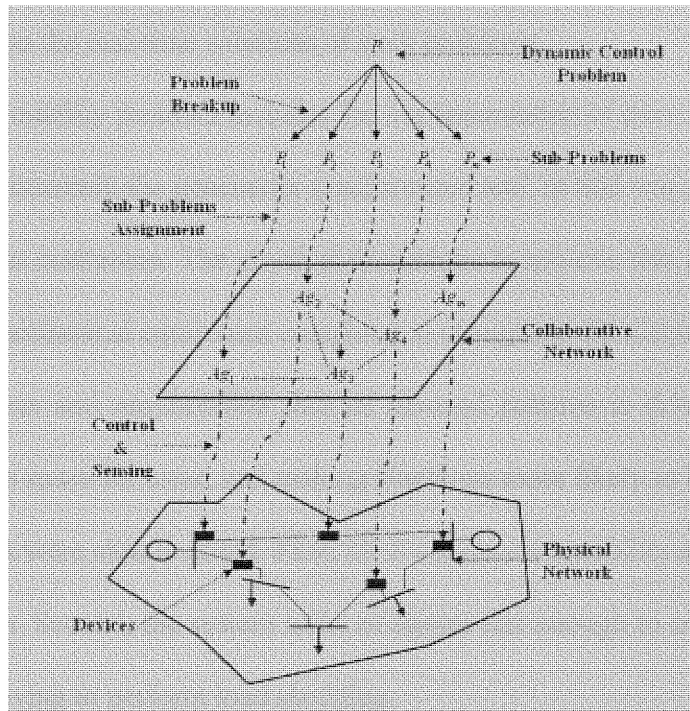 P
Dynamic Control
Problem
Problem
Breakup
P₁ P₂ P₃ P₄ Pₙ
Sub-Problems
Sub-Problems
Assignment
Ag₂ Agₙ
Ag₄
Collaborative
Network
Ag₁ Ag₃
Control
&
Sensing
Physical
Network
Devices